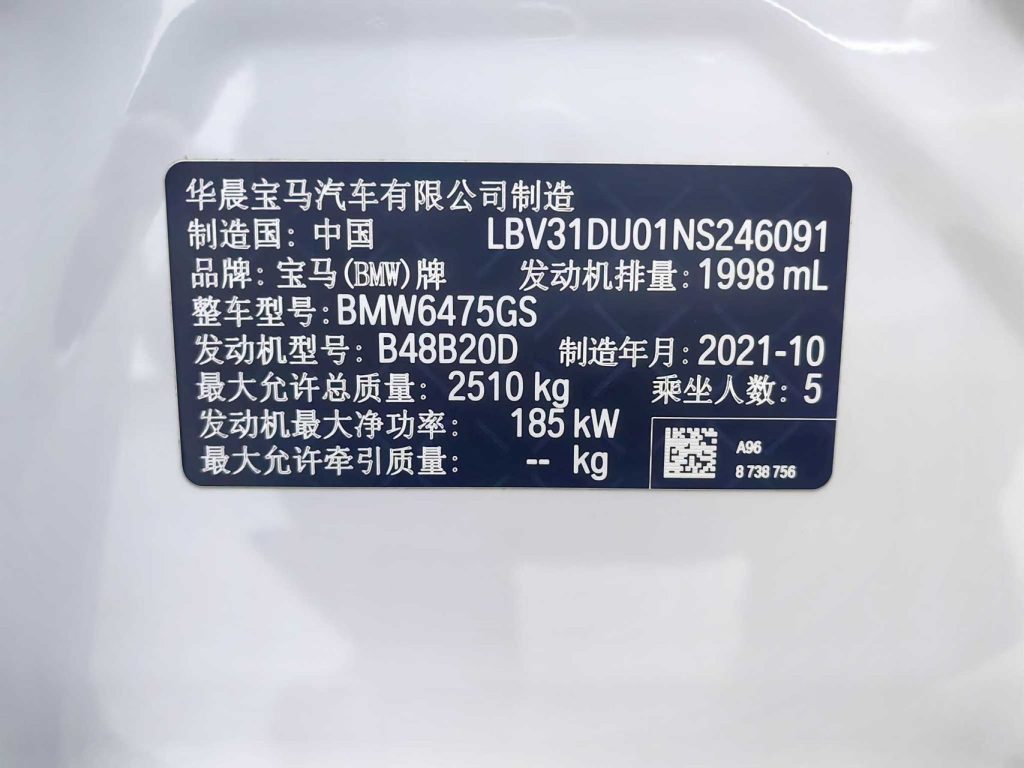 华晨宝马汽车有限公司制造
制造国：中国 LBV31DU01NS246091
品牌：宝马(BMW)牌 发动机排量：1998 mL
整车型号：BMW6475GS
发动机型号：B48B20D 制造年月：2021-10
最大允许总质量：2510 kg 乘坐人数：5
发动机最大净功率：185 kW
最大允许牵引质量：-- kg
A96
8 738 756